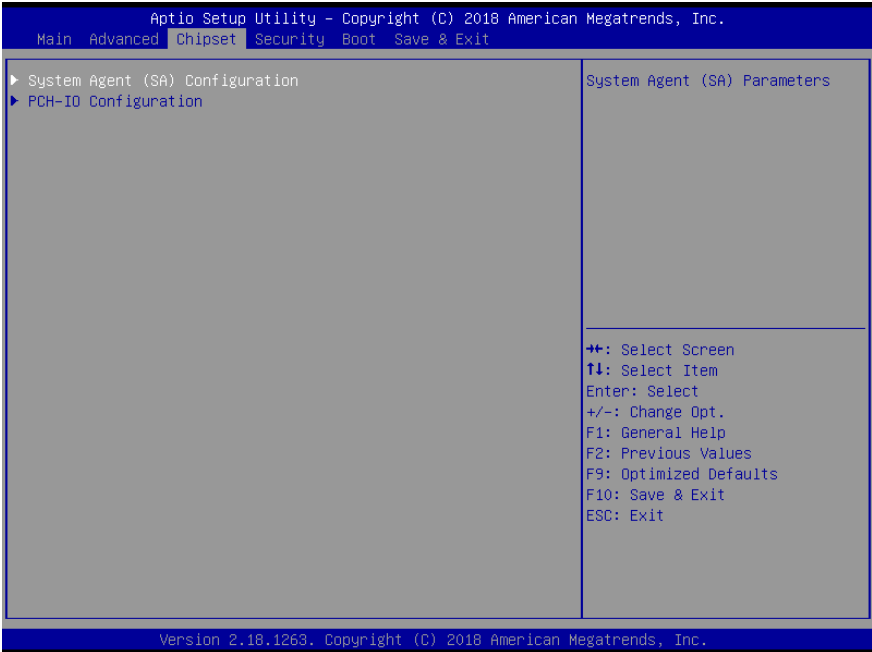 Aptio Setup Utility – Copyright (C) 2018 American Megatrends, Inc.
Main Advanced Chipset Security Boot Save & Exit
System Agent (SA) Configuration
PCH-IO Configuration
System Agent (SA) Parameters
→←: Select Screen
↑↓: Select Item
Enter: Select
+/-: Change Opt.
F1: General Help
F2: Previous Values
F9: Optimized Defaults
F10: Save & Exit
ESC: Exit
Version 2.18.1263. Copyright (C) 2018 American Megatrends, Inc.